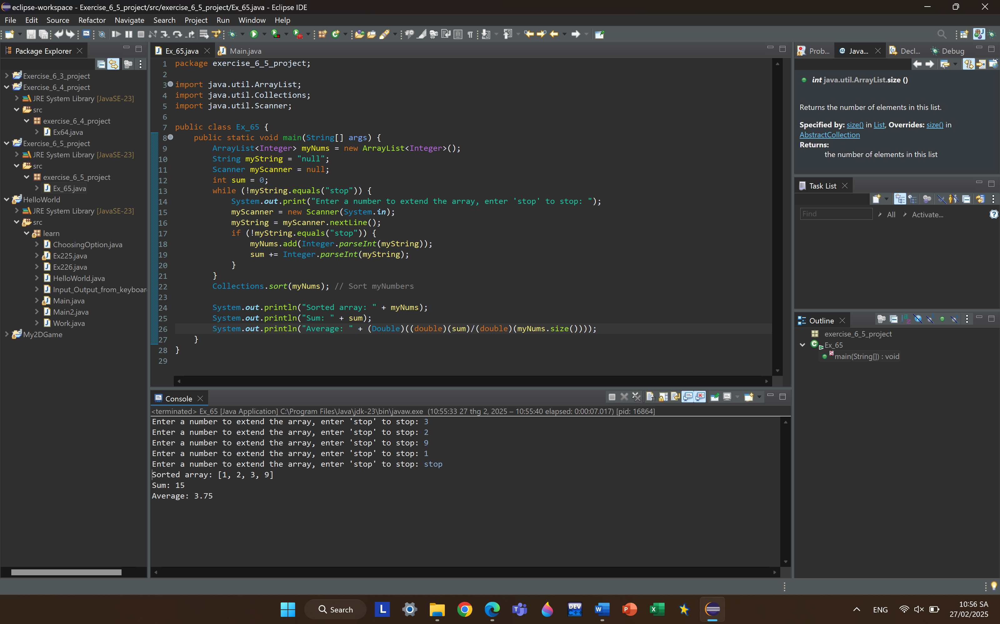 eclipse-workspace - Exercise_6_5_project/src/exercise_6_5_project/Ex_65.java - Eclipse IDE
File Edit Source Refactor Navigate Search Project Run Window Help
Package Explorer
Exercise_6_3_project
Exercise_6_4_project
JRE System Library [JavaSE-23]
src
exercise_6_4_project
Ex64.java
Exercise_6_5_project
JRE System Library [JavaSE-23]
src
exercise_6_5_project
Ex_65.java
HelloWorld
JRE System Library [JavaSE-23]
src
learn
ChoosingOption.java
Ex225.java
Ex226.java
HelloWorld.java
Input_Output_from_keyboar
Main.java
Main2.java
Work.java
My2DGame
Ex_65.java Main.java
1 package exercise_6_5_project;
2
3 import java.util.ArrayList;
4 import java.util.Collections;
5 import java.util.Scanner;
6
7 public class Ex_65 {
8 public static void main(String[] args) {
9 ArrayList<Integer> myNums = new ArrayList<Integer>();
10 String myString = "null";
11 Scanner myScanner = null;
12 int sum = 0;
13 while (!myString.equals("stop")) {
14 System.out.print("Enter a number to extend the array, enter 'stop' to stop: ");
15 myScanner = new Scanner(System.in);
16 myString = myScanner.nextLine();
17 if (!myString.equals("stop")) {
18 myNums.add(Integer.parseInt(myString));
19 sum += Integer.parseInt(myString);
20 }
21 }
22 Collections.sort(myNums); // Sort myNumbers
23
24 System.out.println("Sorted array: " + myNums);
25 System.out.println("Sum: " + sum);
26 System.out.println("Average: " + (Double)((double)(sum)/(double)(myNums.size())));
27 }
28 }
29
Console
<terminated> Ex_65 [Java Application] C:\Program Files\Java\jdk-23\bin\javaw.exe (10:55:33 27 thg 2, 2025 – 10:55:40 elapsed: 0:00:07.017) [pid: 16864]
Enter a number to extend the array, enter 'stop' to stop: 3
Enter a number to extend the array, enter 'stop' to stop: 2
Enter a number to extend the array, enter 'stop' to stop: 9
Enter a number to extend the array, enter 'stop' to stop: 1
Enter a number to extend the array, enter 'stop' to stop: stop
Sorted array: [1, 2, 3, 9]
Sum: 15
Average: 3.75
Prob... Java... Decl... Debug
int java.util.ArrayList.size ()
Returns the number of elements in this list.
Specified by: size() in List, Overrides: size() in
AbstractCollection
Returns:
the number of elements in this list
Task List
Find All Activate...
Outline
exercise_6_5_project
Ex_65
main(String[]) : void
Search
ENG
10:56 SA
27/02/2025